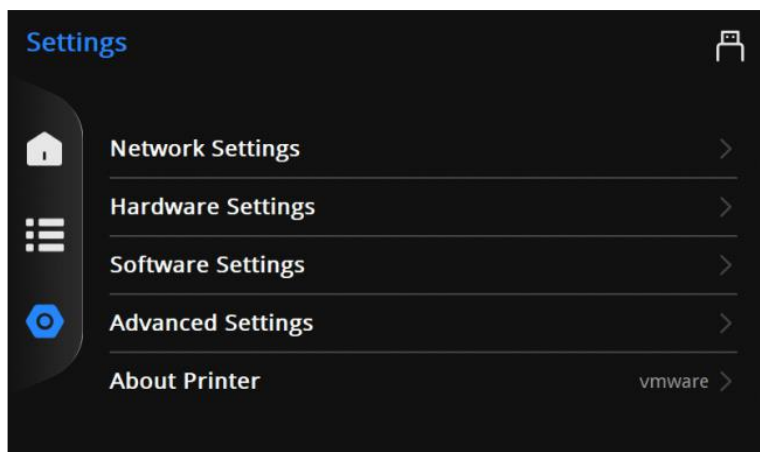 Settings
Network Settings
Hardware Settings
Software Settings
Advanced Settings
About Printer vmware